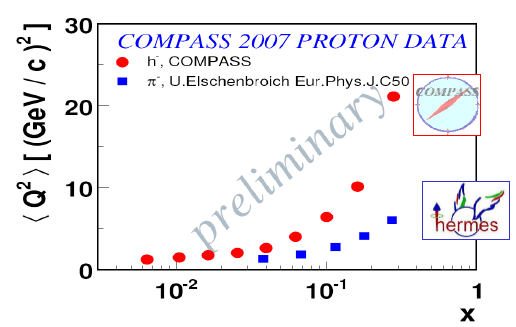 COMPASS 2007 PROTON DATA
h⁻, COMPASS
π⁻, U.Elschenbroich Eur.Phys.J.C50
COMPASS
preliminary
hermes
⟨Q²⟩ [(GeV / c)²]
30
20
10
0
10⁻² 10⁻¹ 1
x